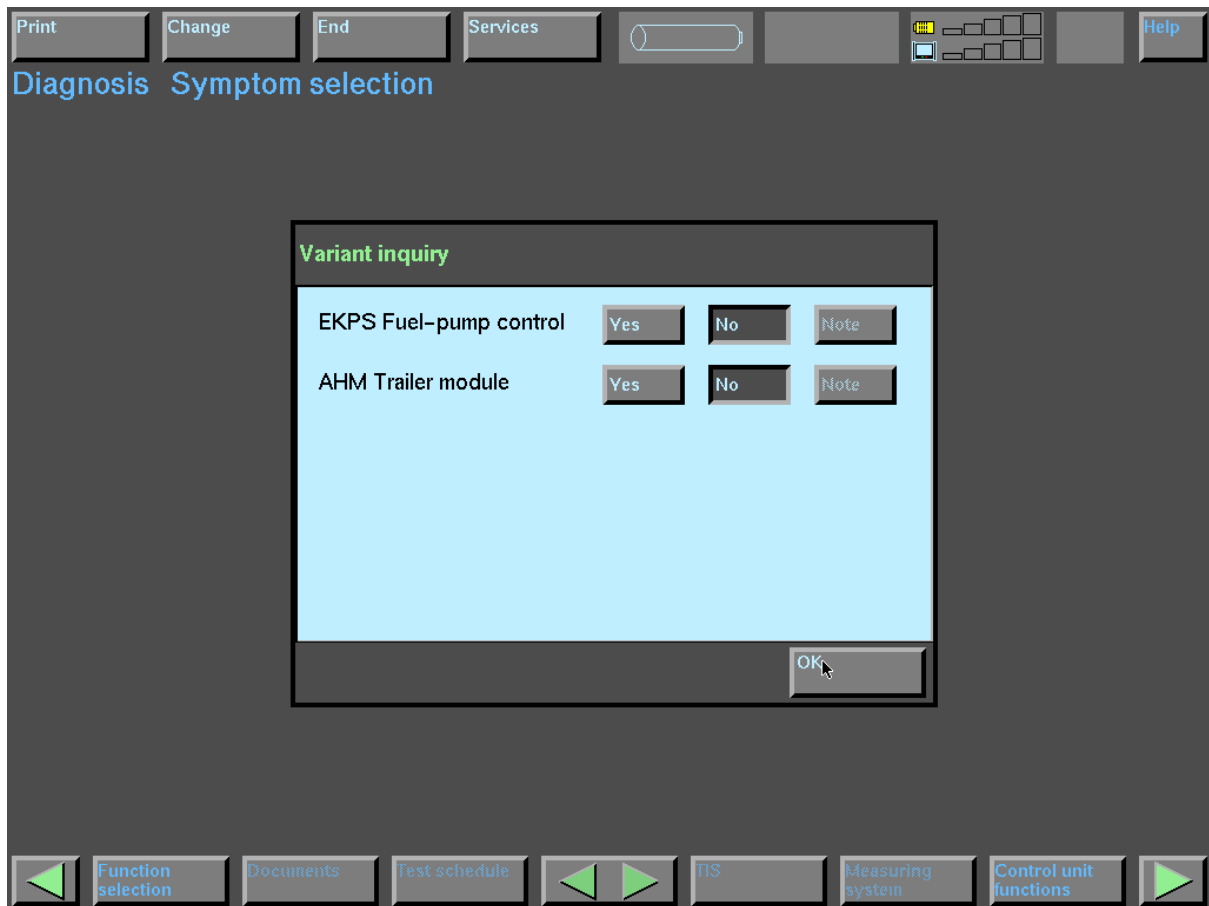 Print Change End Services Help
Diagnosis Symptom selection
Variant inquiry
EKPS Fuel-pump control Yes No Note
AHM Trailer module Yes No Note
OK
Function selection
Documents
Test schedule
TIS
Measuring system
Control unit functions